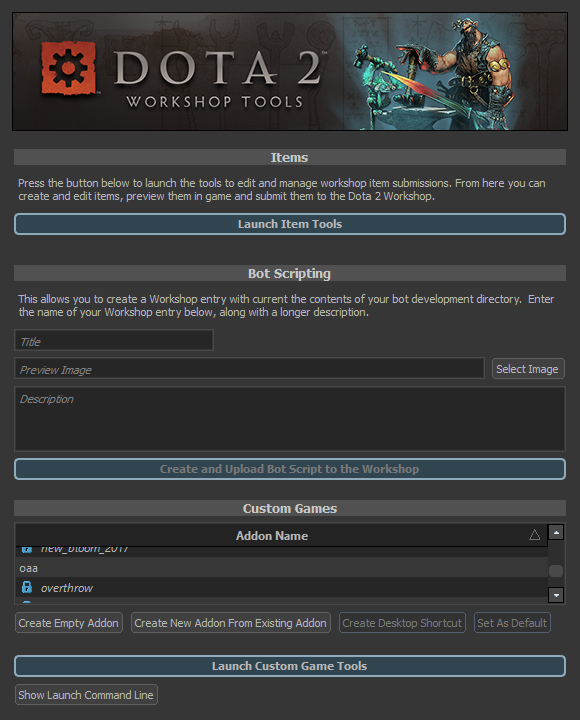 DOTA 2
WORKSHOP TOOLS
Items
Press the button below to launch the tools to edit and manage workshop item submissions. From here you can
create and edit items, preview them in game and submit them to the Dota 2 Workshop.
Launch Item Tools
Bot Scripting
This allows you to create a Workshop entry with current the contents of your bot development directory.  Enter
the name of your Workshop entry below, along with a longer description.
Title
Preview Image
Select Image
Description
Create and Upload Bot Script to the Workshop
Custom Games
Addon Name
new_bloom_2017
oaa
overthrow
Create Empty Addon
Create New Addon From Existing Addon
Create Desktop Shortcut
Set As Default
Launch Custom Game Tools
Show Launch Command Line